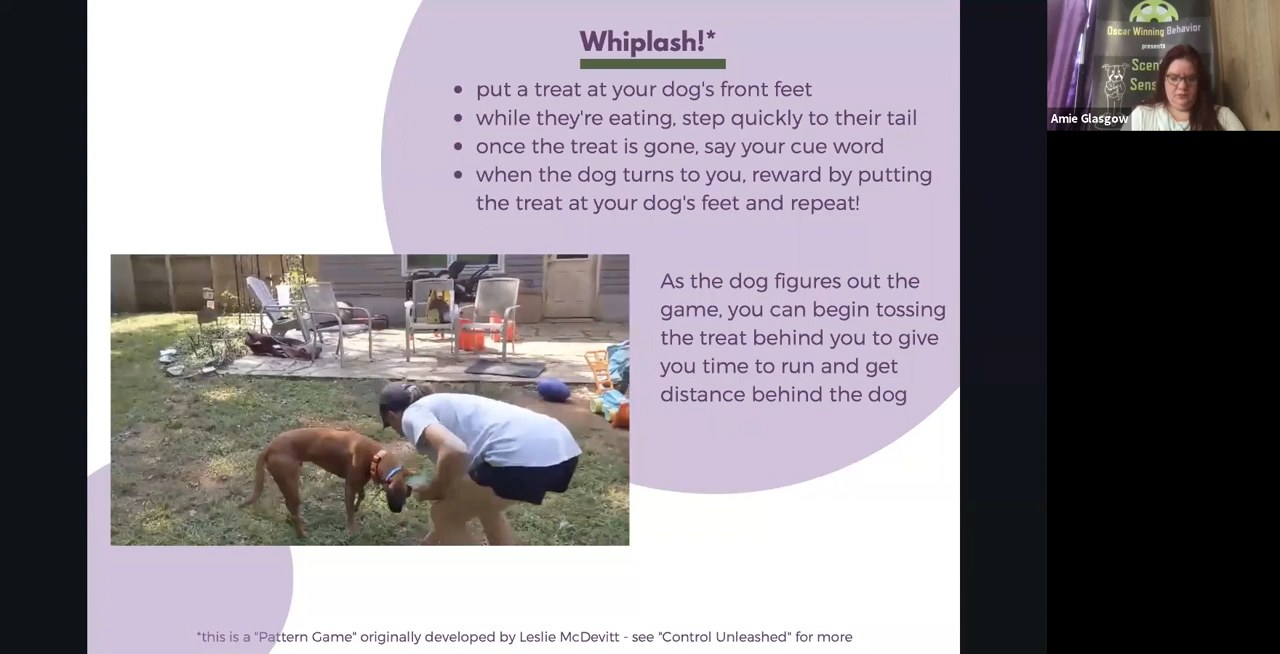 Whiplash!*
put a treat at your dog's front feet
while they're eating, step quickly to their tail
once the treat is gone, say your cue word
when the dog turns to you, reward by putting
the treat at your dog's feet and repeat!
As the dog figures out the
game, you can begin tossing
the treat behind you to give
you time to run and get
distance behind the dog
*this is a "Pattern Game" originally developed by Leslie McDevitt - see "Control Unleashed" for more
Oscar Winning Behavior
presents
Amie Glasgow